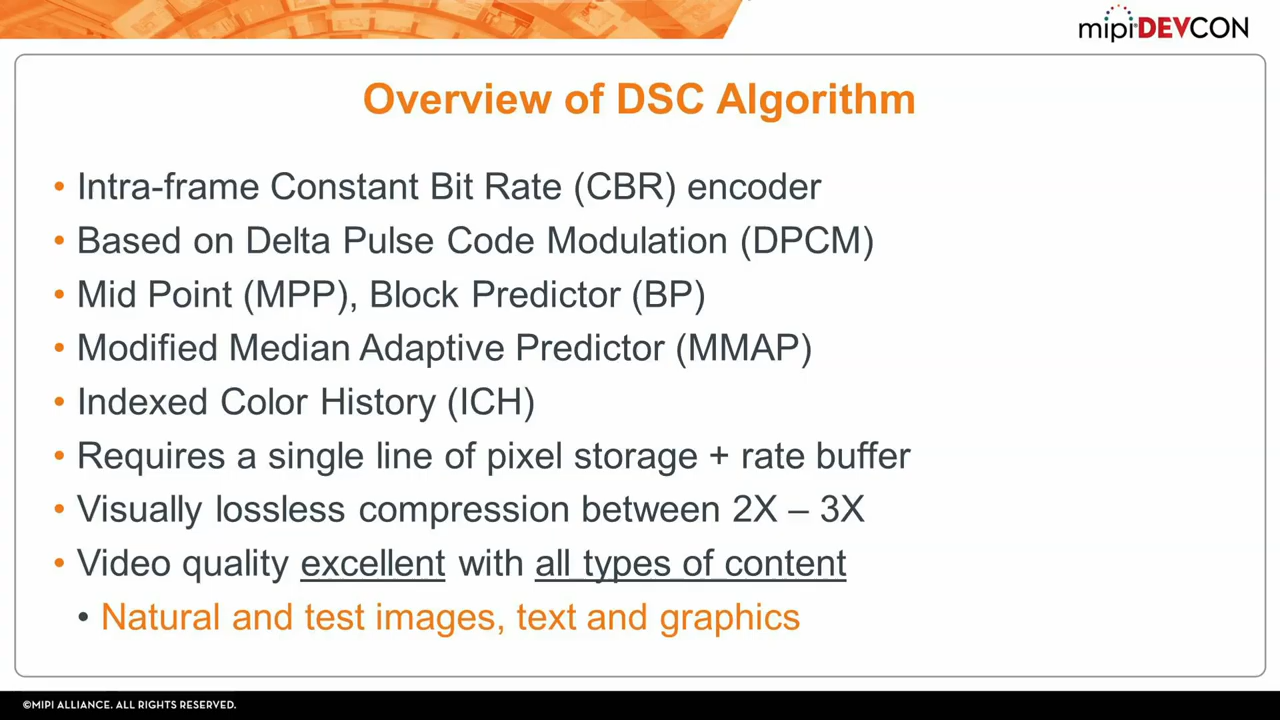 mipi DEVCON
Overview of DSC Algorithm
• Intra-frame Constant Bit Rate (CBR) encoder
• Based on Delta Pulse Code Modulation (DPCM)
• Mid Point (MPP), Block Predictor (BP)
• Modified Median Adaptive Predictor (MMAP)
• Indexed Color History (ICH)
• Requires a single line of pixel storage + rate buffer
• Visually lossless compression between 2X – 3X
• Video quality excellent with all types of content
• Natural and test images, text and graphics
©MIPI ALLIANCE. ALL RIGHTS RESERVED.